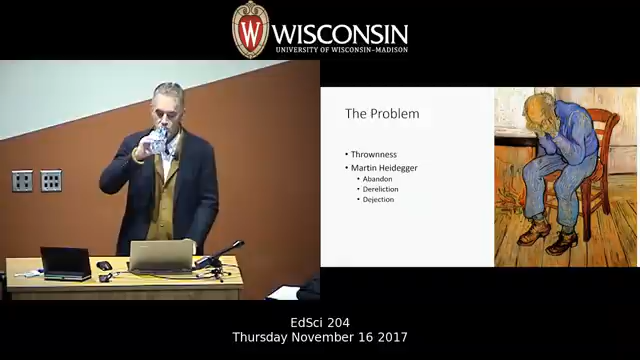 WISCONSIN
UNIVERSITY OF WISCONSIN–MADISON
The Problem
• Thrownness
• Martin Heidegger
• Abandon
• Dereliction
• Dejection
EdSci 204
Thursday November 16 2017